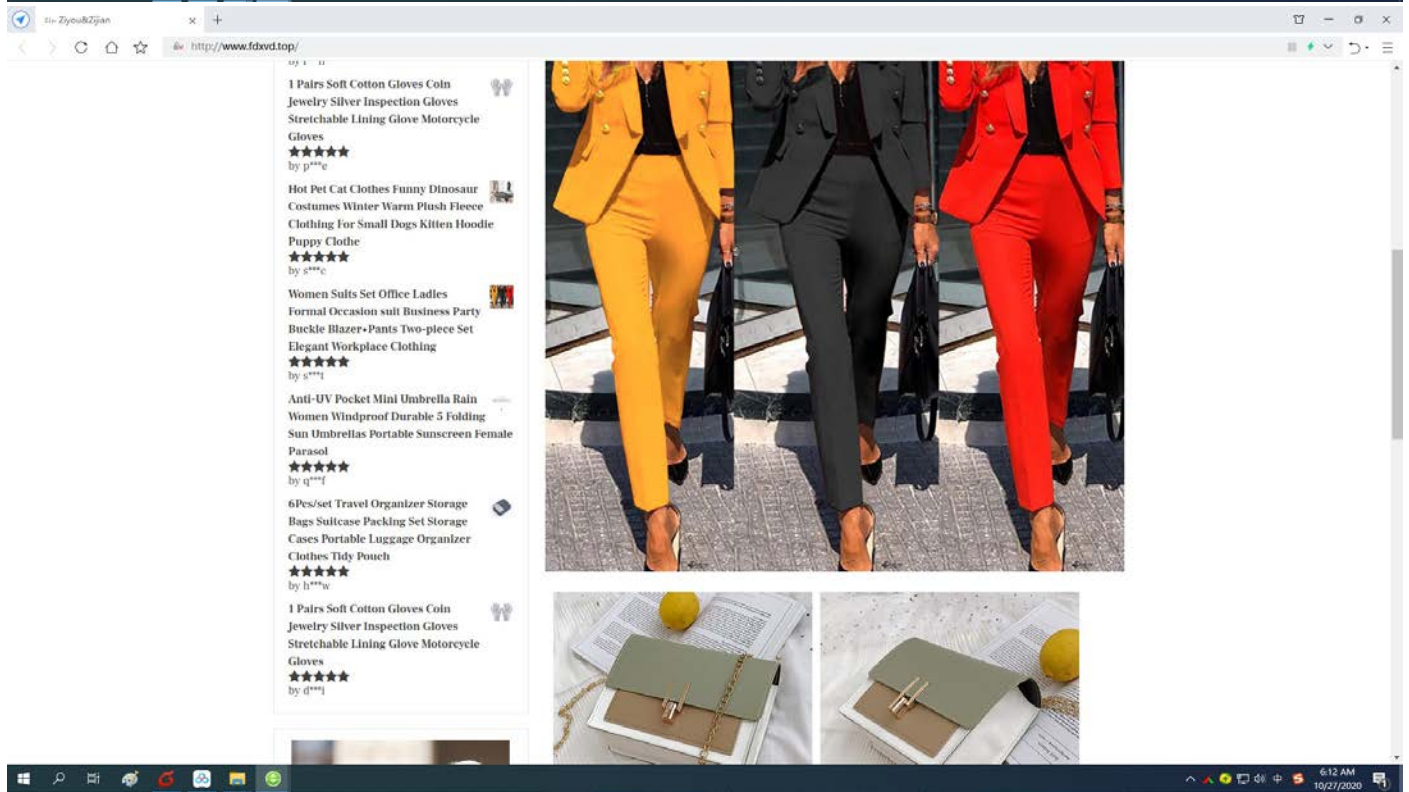 Ziyou&Zijian
http://www.fdxvd.top/
1 Pairs Soft Cotton Gloves Coin
Jewelry Silver Inspection Gloves
Stretchable Lining Glove Motorcycle
Gloves
★★★★★
by p***e
Hot Pet Cat Clothes Funny Dinosaur
Costumes Winter Warm Plush Fleece
Clothing For Small Dogs Kitten Hoodie
Puppy Clothe
★★★★★
by s***c
Women Suits Set Office Ladies
Formal Occasion suit Business Party
Buckle Blazer+Pants Two-piece Set
Elegant Workplace Clothing
★★★★★
by s***t
Anti-UV Pocket Mini Umbrella Rain
Women Windproof Durable 5 Folding
Sun Umbrellas Portable Sunscreen Female
Parasol
★★★★★
by q***f
6Pcs/set Travel Organizer Storage
Bags Suitcase Packing Set Storage
Cases Portable Luggage Organizer
Clothes Tidy Pouch
★★★★★
by h***w
1 Pairs Soft Cotton Gloves Coin
Jewelry Silver Inspection Gloves
Stretchable Lining Glove Motorcycle
Gloves
★★★★★
by d***i
中
6:12 AM
10/27/2020